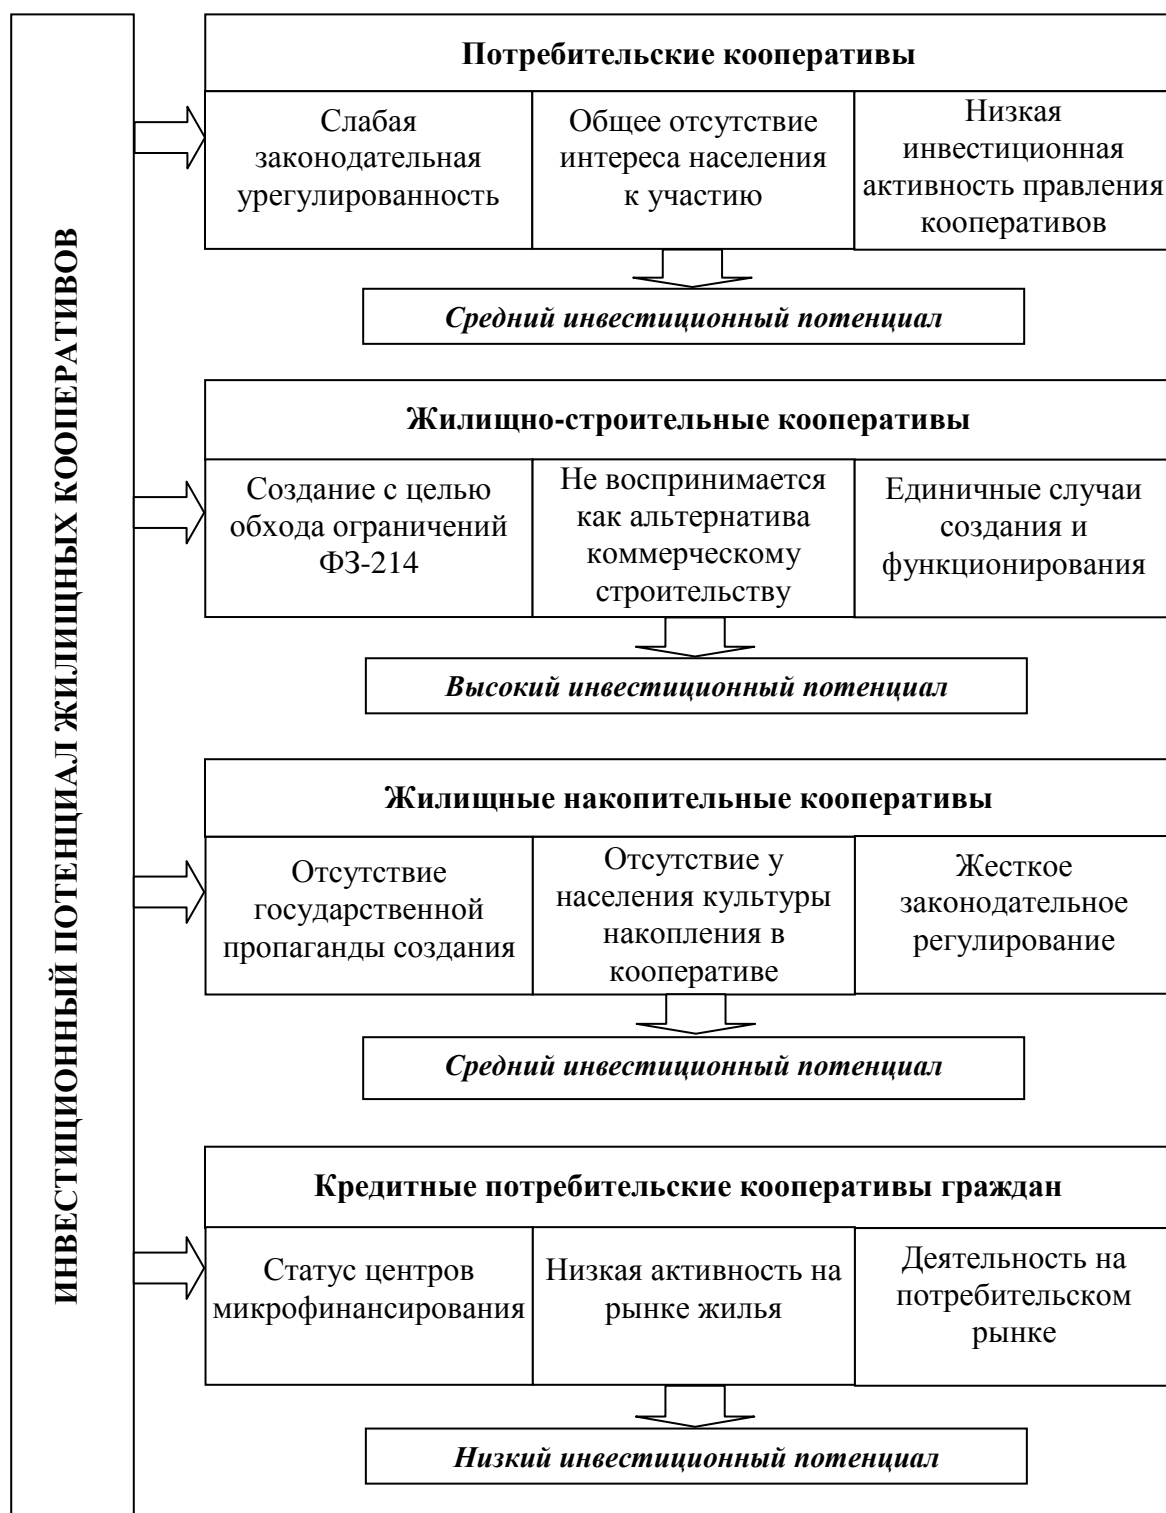 ИНВЕСТИЦИОННЫЙ ПОТЕНЦИАЛ ЖИЛИЩНЫХ КООПЕРАТИВОВ
Потребительские кооперативы
Слабая
законодательная
урегулированность
Общее отсутствие
интереса населения
к участию
Низкая
инвестиционная
активность правления
кооперативов
Средний инвестиционный потенциал
Жилищно-строительные кооперативы
Создание с целью
обхода ограничений
ФЗ-214
Не воспринимается
как альтернатива
коммерческому
строительству
Единичные случаи
создания и
функционирования
Высокий инвестиционный потенциал
Жилищные накопительные кооперативы
Отсутствие
государственной
пропаганды создания
Отсутствие у
населения культуры
накопления в
кооперативе
Жесткое
законодательное
регулирование
Средний инвестиционный потенциал
Кредитные потребительские кооперативы граждан
Статус центров
микрофинансирования
Низкая активность на
рынке жилья
Деятельность на
потребительском
рынке
Низкий инвестиционный потенциал